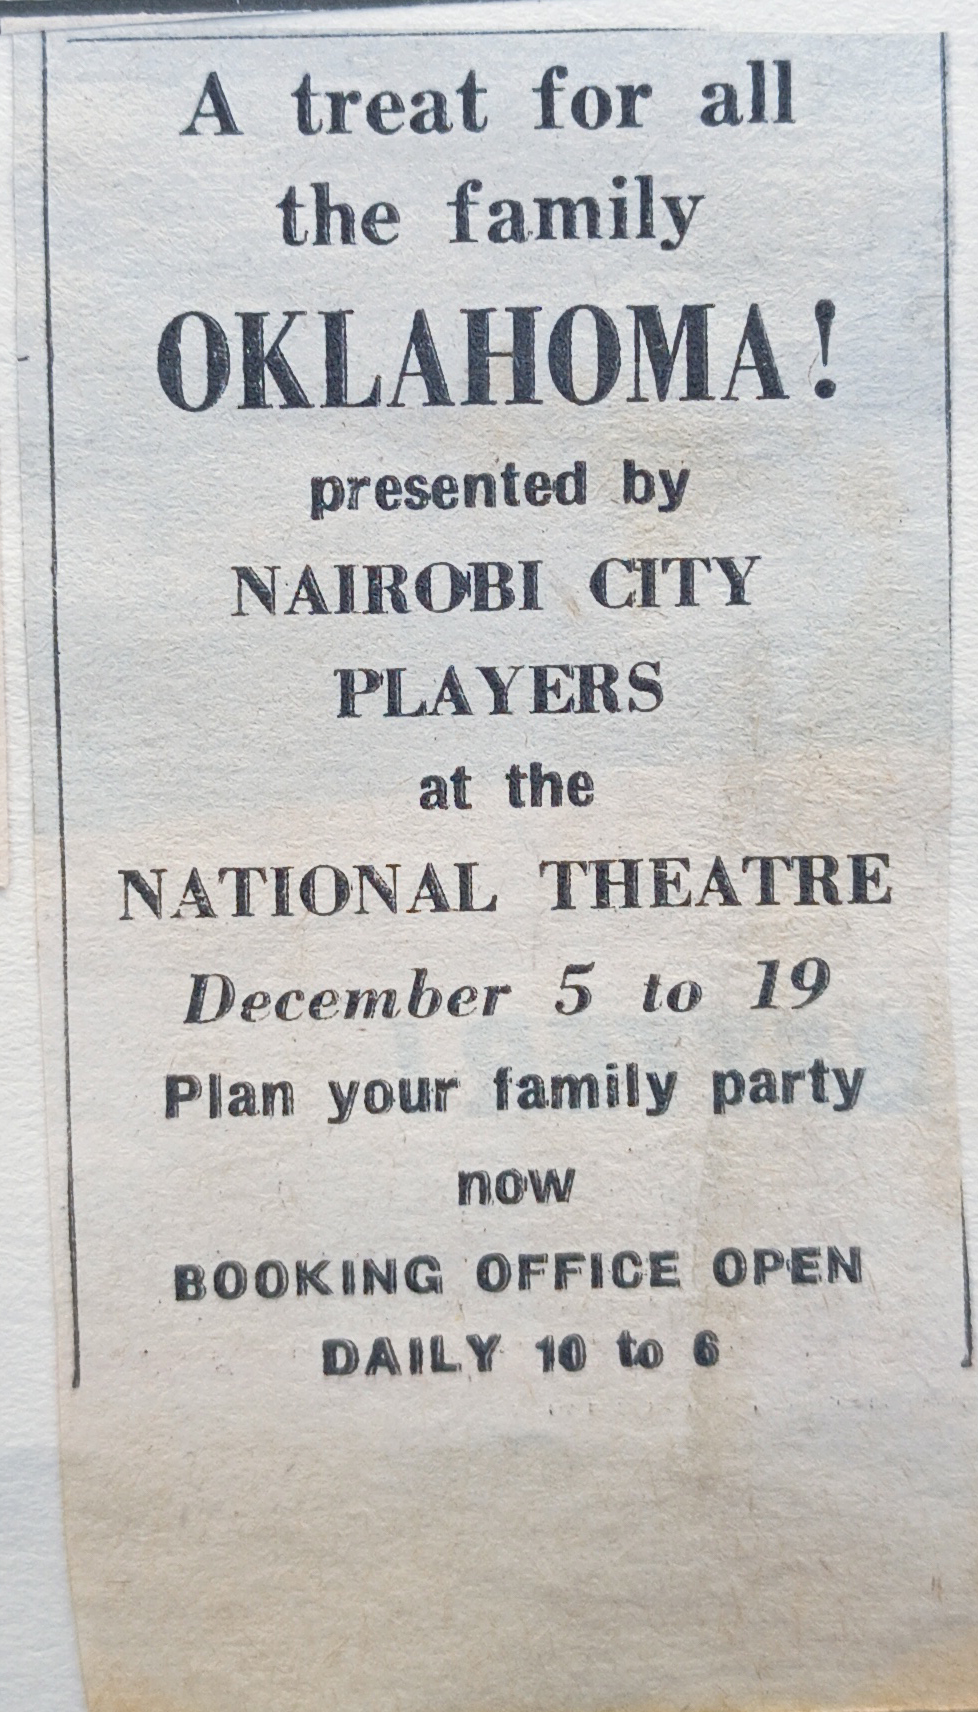 A treat for all
the family
OKLAHOMA!
presented by
NAIROBI CITY
PLAYERS
at the
NATIONAL THEATRE
December 5 to 19
Plan your family party
now
BOOKING OFFICE OPEN
DAILY 10 to 6